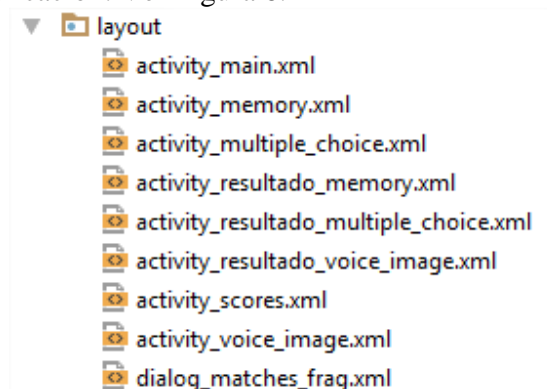 layout
activity_main.xml
activity_memory.xml
activity_multiple_choice.xml
activity_resultado_memory.xml
activity_resultado_multiple_choice.xml
activity_resultado_voice_image.xml
activity_scores.xml
activity_voice_image.xml
dialog_matches_frag.xml